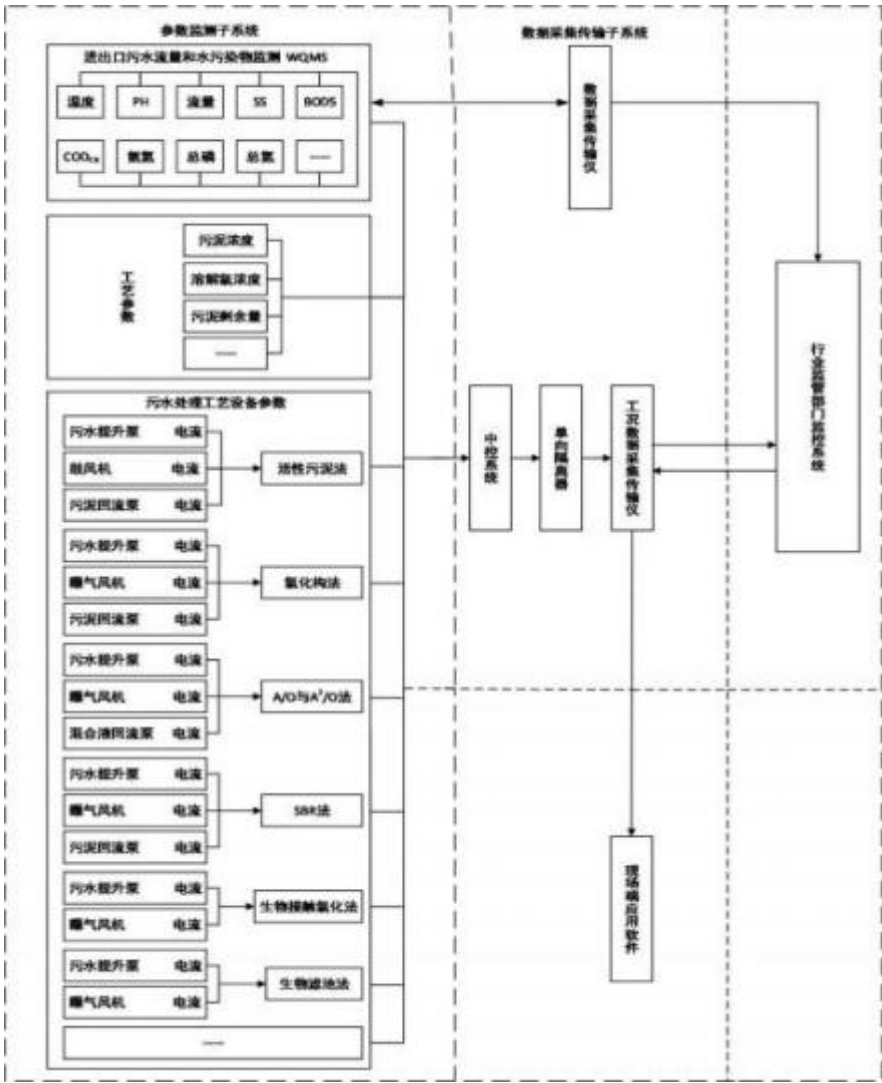 参数监测子系统
数据采集传输子系统
进出口污水流量和水污染物监测 WQMS
温度 PH 流量 SS BOD5
COD 氨氮 总磷 总氮 ——
数据采集传输仪
工艺参数
污泥浓度
溶解氧浓度
污泥剩余量
——
行业监管部门监控系统
污水处理工艺设备参数
污水提升泵 电流
鼓风机 电流
污泥回流泵 电流
活性污泥法
中控系统
单向隔离器
工况数据采集传输仪
污水提升泵 电流
曝气风机 电流
污泥回流泵 电流
氧化构法
污水提升泵 电流
曝气风机 电流
混合液回流泵 电流
A/O与A²/O法
污水提升泵 电流
曝气风机 电流
污泥回流泵 电流
SBR法
污水提升泵 电流
曝气风机 电流
生物接触氧化法
现场端应用软件
污水提升泵 电流
曝气风机 电流
生物滤池法
——